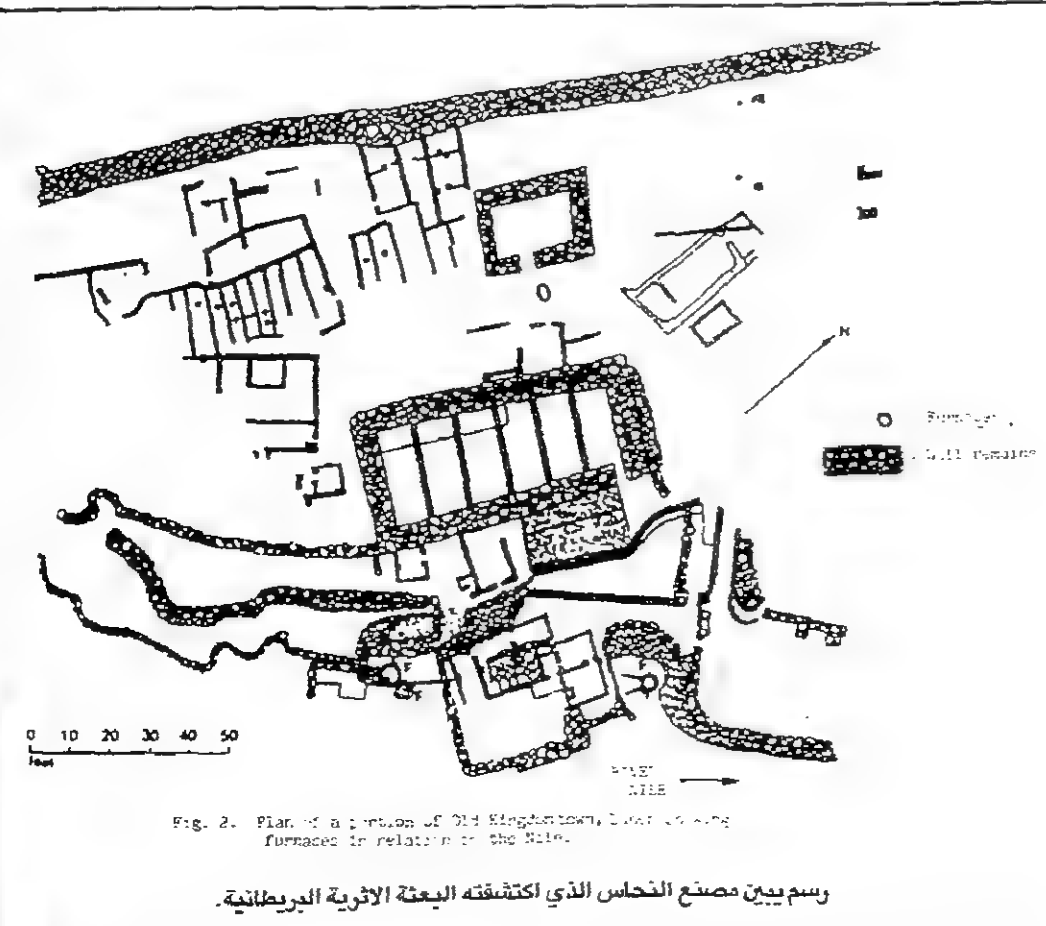 N
Furnaces
Wall remains
0 10 20 30 40 50
feet
RIVER
NILE
Fig. 2. Plan of a portion of Old Kingdom town,
furnaces in relation to the Nile.
رسم يبين مصنع النحاس الذي اكتشفته البعثة الاثرية البريطانية.